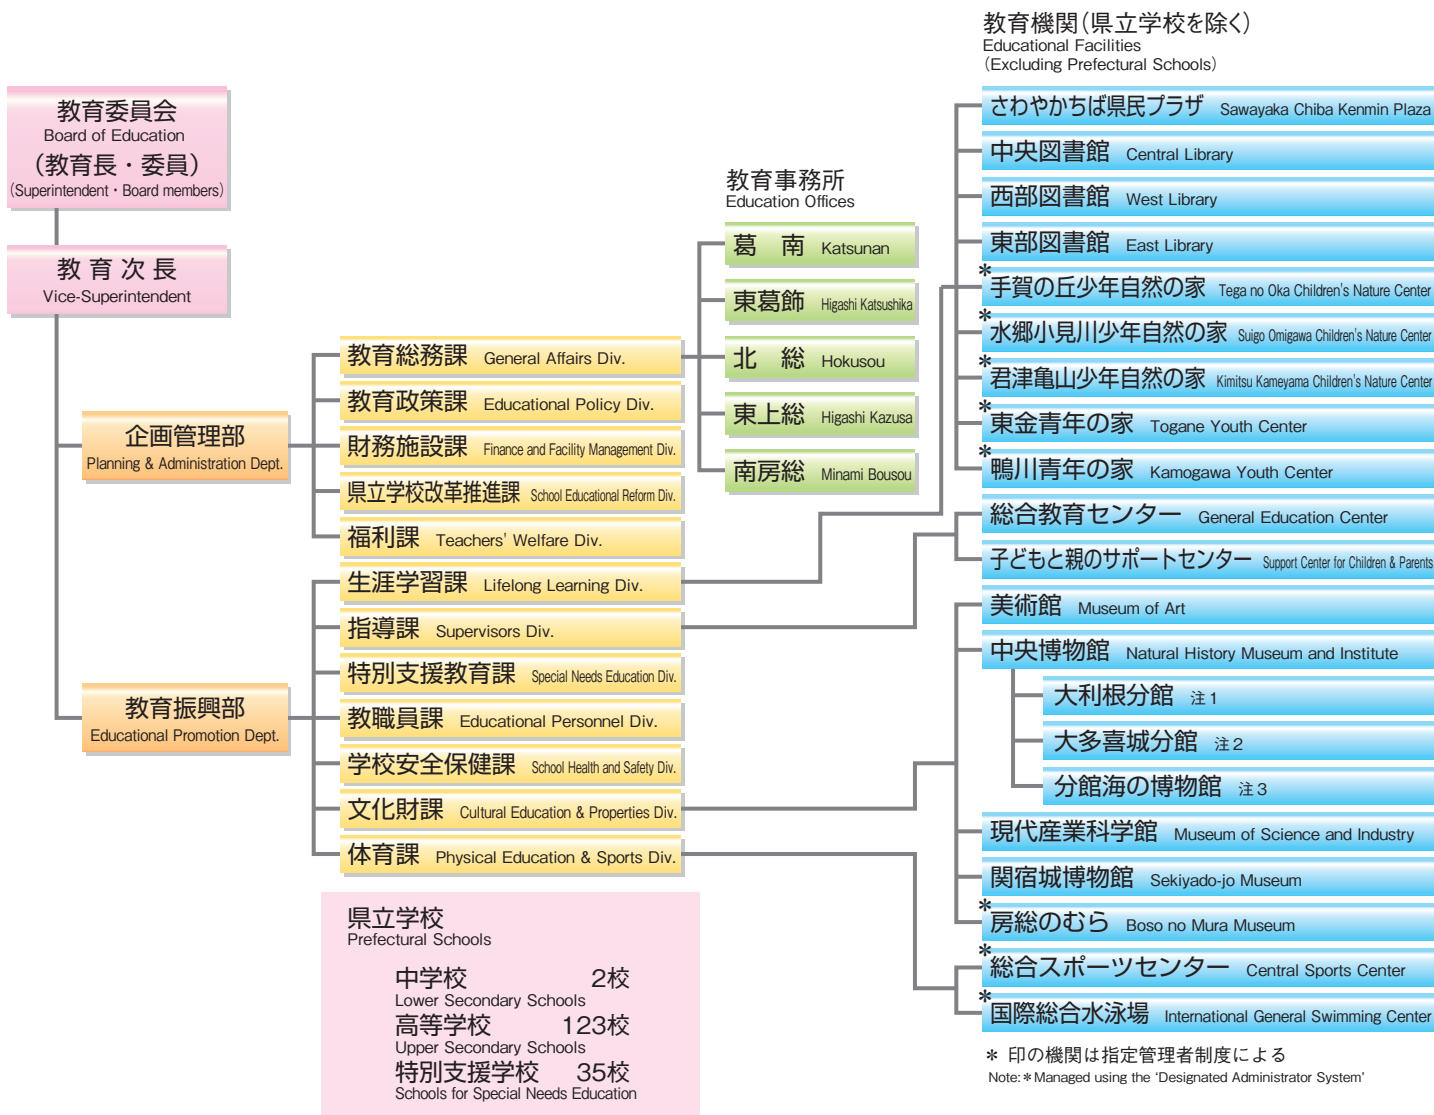 教育委員会
Board of Education
(教育長・委員)
(Superintendent・Board members)
教育次長
Vice-Superintendent
企画管理部
Planning & Administration Dept.
教育振興部
Educational Promotion Dept.
教育総務課 General Affairs Div.
教育政策課 Educational Policy Div.
財務施設課 Finance and Facility Management Div.
県立学校改革推進課 School Educational Reform Div.
福利課 Teachers' Welfare Div.
生涯学習課 Lifelong Learning Div.
指導課 Supervisors Div.
特別支援教育課 Special Needs Education Div.
教職員課 Educational Personnel Div.
学校安全保健課 School Health and Safety Div.
文化財課 Cultural Education & Properties Div.
体育課 Physical Education & Sports Div.
県立学校
Prefectural Schools
中学校 2校
Lower Secondary Schools
高等学校 123校
Upper Secondary Schools
特別支援学校 35校
Schools for Special Needs Education
教育事務所
Education Offices
葛 南 Katsunan
東葛飾 Higashi Katsushika
北 総 Hokusou
東上総 Higashi Kazusa
南房総 Minami Bousou
教育機関(県立学校を除く)
Educational Facilities
(Excluding Prefectural Schools)
さわやかちば県民プラザ Sawayaka Chiba Kenmin Plaza
中央図書館 Central Library
西部図書館 West Library
東部図書館 East Library
*手賀の丘少年自然の家 Tega no Oka Children's Nature Center
*水郷小見川少年自然の家 Suigo Omigawa Children's Nature Center
*君津亀山少年自然の家 Kimitsu Kameyama Children's Nature Center
*東金青年の家 Togane Youth Center
*鴨川青年の家 Kamogawa Youth Center
総合教育センター General Education Center
子どもと親のサポートセンター Support Center for Children & Parents
美術館 Museum of Art
中央博物館 Natural History Museum and Institute
大利根分館 注1
大多喜城分館 注2
分館海の博物館 注3
現代産業科学館 Museum of Science and Industry
関宿城博物館 Sekiyado-jo Museum
*房総のむら Boso no Mura Museum
*総合スポーツセンター Central Sports Center
*国際総合水泳場 International General Swimming Center
* 印の機関は指定管理者制度による
Note:*Managed using the ‘Designated Administrator System’